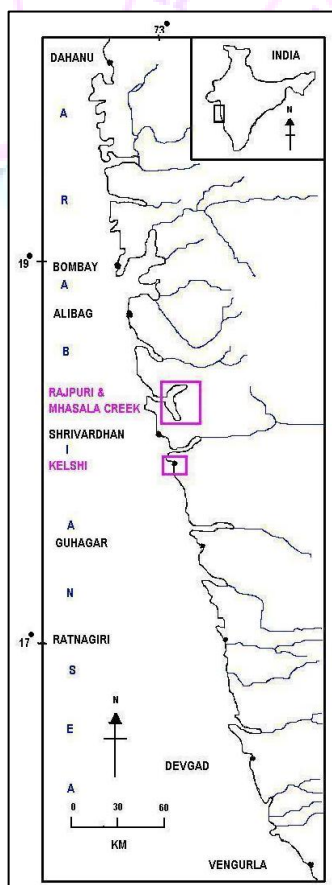 73°
DAHANU
INDIA
N
A
R
19°
BOMBAY
A
ALIBAG
B
RAJPURI &
MHASALA CREEK
SHRIVARDHAN
I
KELSHI
A
GUHAGAR
N
17°
RATNAGIRI
S
N
E
DEVGAD
A
0 30 60
KM
VENGURLA